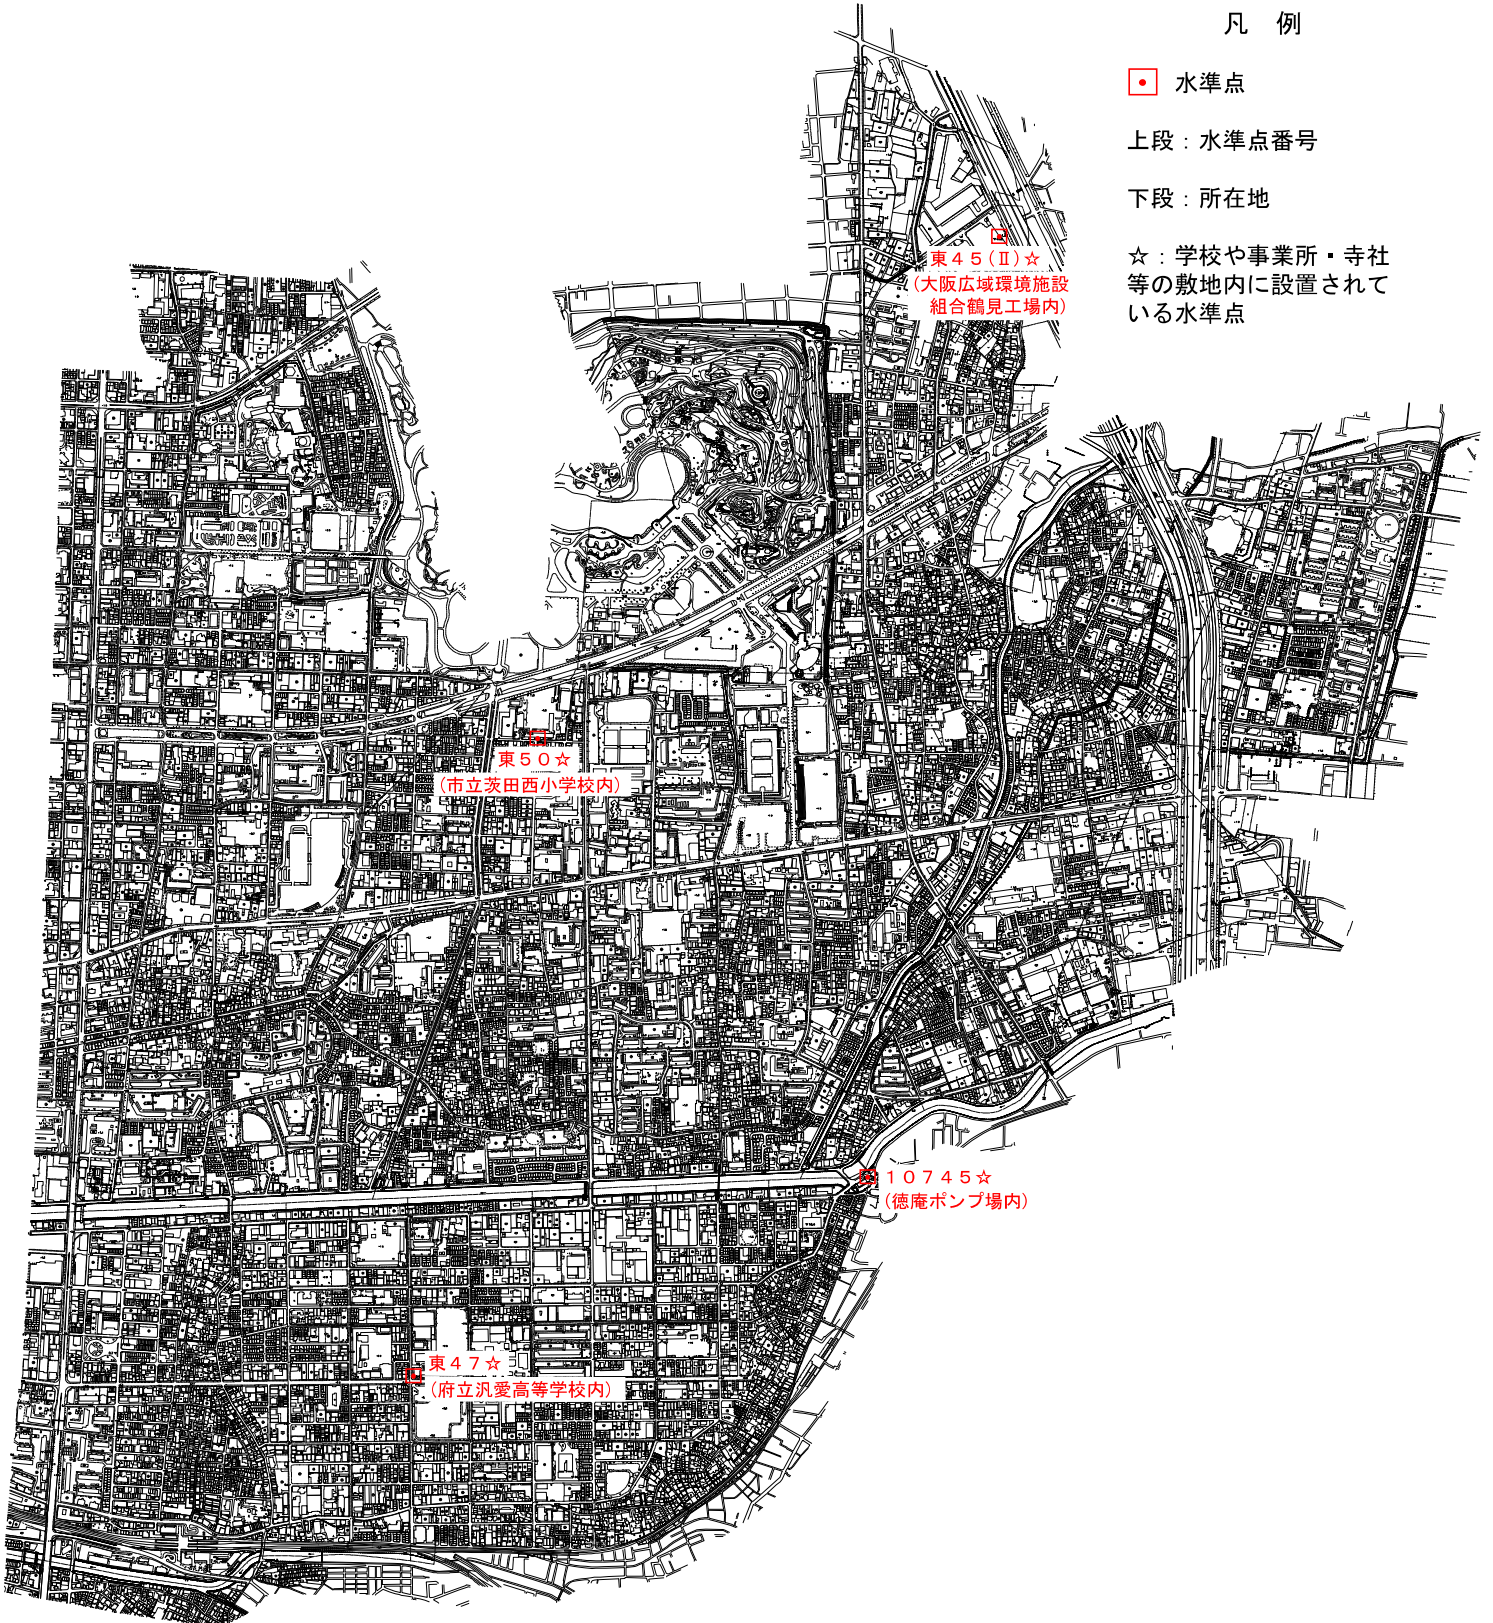 凡　例
水準点
上段：水準点番号
下段：所在地
☆：学校や事業所・寺社
等の敷地内に設置されて
いる水準点
東４５(Ⅱ)☆
(大阪広域環境施設
組合鶴見工場内)
東５０☆
(市立茨田西小学校内)
１０７４５☆
(徳庵ポンプ場内)
東４７☆
(府立汎愛高等学校内)